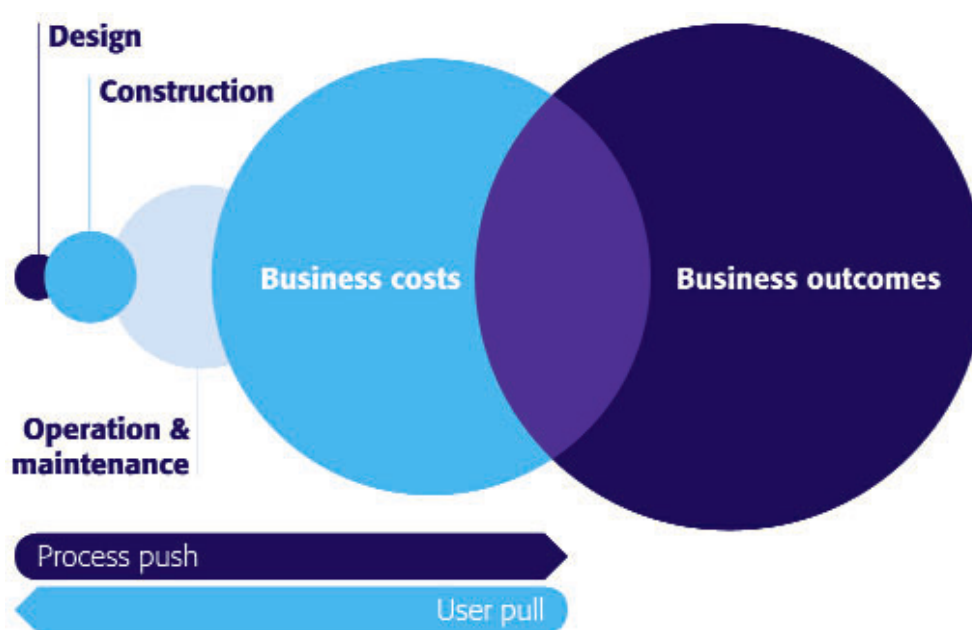 Design
Construction
Business costs
Business outcomes
Operation &
maintenance
Process push
User pull